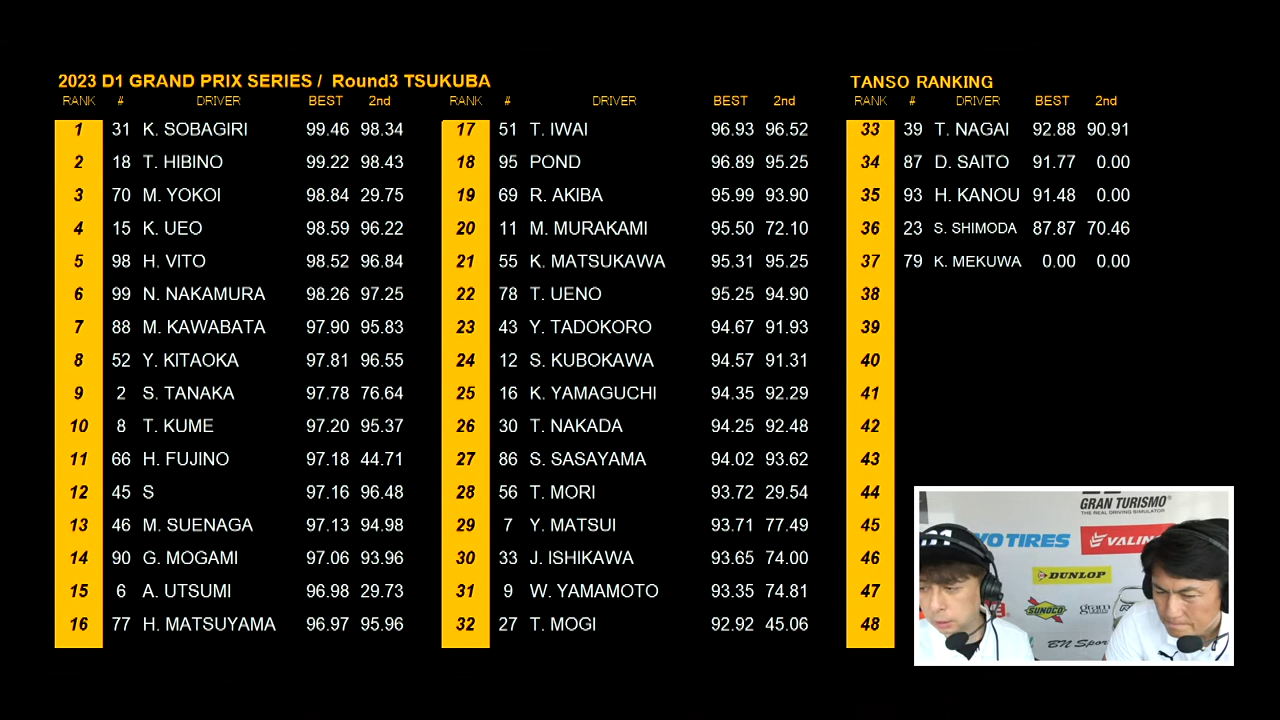 2023 D1 GRAND PRIX SERIES / Round3 TSUKUBA
RANK # DRIVER BEST 2nd
1 31 K. SOBAGIRI 99.46 98.34
2 18 T. HIBINO 99.22 98.43
3 70 M. YOKOI 98.84 29.75
4 15 K. UEO 98.59 96.22
5 98 H. VITO 98.52 96.84
6 99 N. NAKAMURA 98.26 97.25
7 88 M. KAWABATA 97.90 95.83
8 52 Y. KITAOKA 97.81 96.55
9 2 S. TANAKA 97.78 76.64
10 8 T. KUME 97.20 95.37
11 66 H. FUJINO 97.18 44.71
12 45 S 97.16 96.48
13 46 M. SUENAGA 97.13 94.98
14 90 G. MOGAMI 97.06 93.96
15 6 A. UTSUMI 96.98 29.73
16 77 H. MATSUYAMA 96.97 95.96
RANK # DRIVER BEST 2nd
17 51 T. IWAI 96.93 96.52
18 95 POND 96.89 95.25
19 69 R. AKIBA 95.99 93.90
20 11 M. MURAKAMI 95.50 72.10
21 55 K. MATSUKAWA 95.31 95.25
22 78 T. UENO 95.25 94.90
23 43 Y. TADOKORO 94.67 91.93
24 12 S. KUBOKAWA 94.57 91.31
25 16 K. YAMAGUCHI 94.35 92.29
26 30 T. NAKADA 94.25 92.48
27 86 S. SASAYAMA 94.02 93.62
28 56 T. MORI 93.72 29.54
29 7 Y. MATSUI 93.71 77.49
30 33 J. ISHIKAWA 93.65 74.00
31 9 W. YAMAMOTO 93.35 74.81
32 27 T. MOGI 92.92 45.06
TANSO RANKING
RANK # DRIVER BEST 2nd
33 39 T. NAGAI 92.88 90.91
34 87 D. SAITO 91.77 0.00
35 93 H. KANOU 91.48 0.00
36 23 S. SHIMODA 87.87 70.46
37 79 K. MEKUWA 0.00 0.00
38
39
40
41
42
43
44
45
46
47
48
GRAN TURISMO
THE REAL DRIVING SIMULATOR
TIRES
VALIN
DUNLOP
SUNOCO
gram
BN Spor